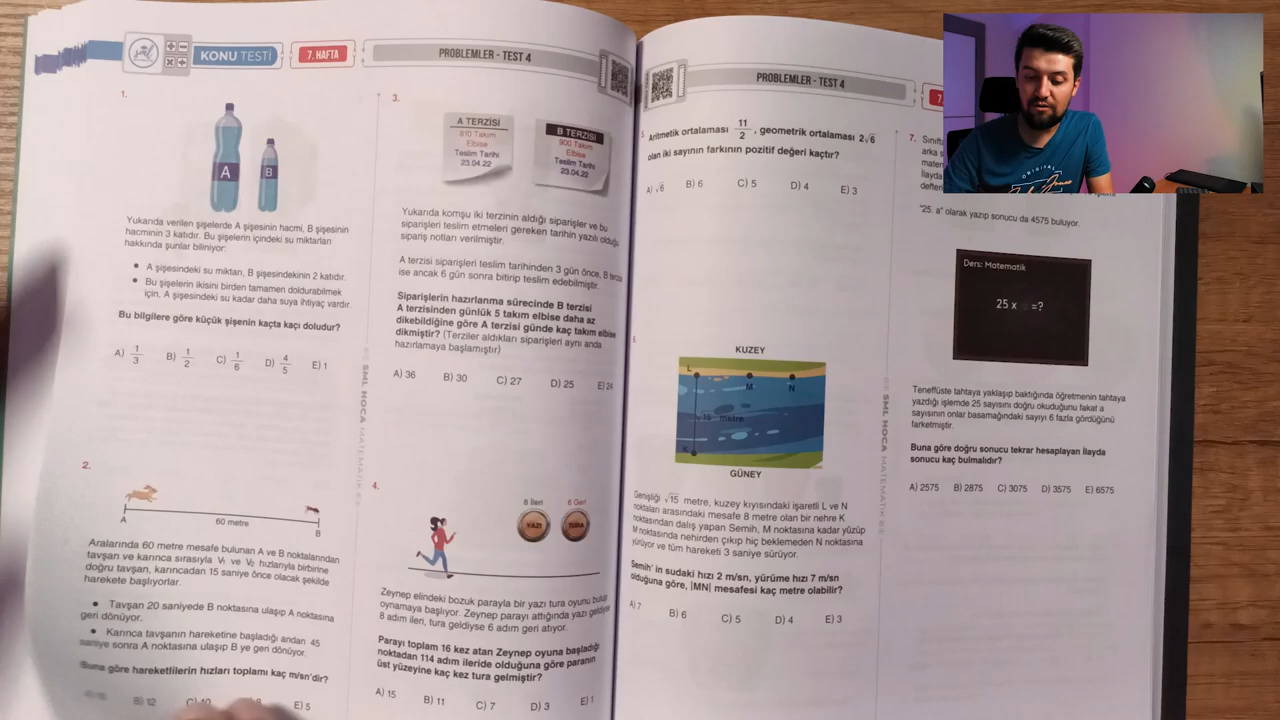 KONU TESTİ
7. HAFTA
PROBLEMLER - TEST 4
1.
A
B
Yukarıda verilen şişelerde A şişesinin hacmi, B şişesinin
hacminin 3 katıdır. Bu şişelerin içindeki su miktarları
hakkında şunlar biliniyor:
• A şişesindeki su miktarı, B şişesindekinin 2 katıdır.
• Bu şişelerin ikisini birden tamamen doldurabilmek
için, A şişesindeki su kadar daha suya ihtiyaç vardır.
Bu bilgilere göre küçük şişenin kaçta kaçı doludur?
A) 1/3 B) 1/2 C) 1/6 D) 4/5 E) 1
2.
A
60 metre
B
Aralarında 60 metre mesafe bulunan A ve B noktalarından
tavşan ve karınca sırasıyla V₁ ve V₂ hızlarıyla birbirine
doğru tavşan, karıncadan 15 saniye önce olacak şekilde
harekete başlıyorlar.
• Tavşan 20 saniyede B noktasına ulaşıp A noktasına
geri dönüyor.
• Karınca tavşanın hareketine başladığı andan 45
saniye sonra A noktasına ulaşıp B ye geri dönüyor.
Buna göre hareketlilerin hızları toplamı kaç m/sn'dir?
B) 12 C) 10 E) 5
3.
A TERZİSİ
810 Takım
Elbise
Teslim Tarihi
23.04.22
B TERZİSİ
900 Takım
Elbise
Teslim Tarihi
23.04.22
Yukarıda komşu iki terzinin aldığı siparişler ve bu
siparişleri teslim etmeleri gereken tarihin yazılı olduğu
sipariş notları verilmiştir.
A terzisi siparişleri teslim tarihinden 3 gün önce, B terzisi
ise ancak 6 gün sonra bitirip teslim edebilmiştir.
Siparişlerin hazırlanma sürecinde B terzisi
A terzisinden günlük 5 takım elbise daha az
dikebildiğine göre A terzisi günde kaç takım elbise
dikmiştir? (Terziler aldıkları siparişleri aynı anda
hazırlamaya başlamıştır)
A) 36 B) 30 C) 27 D) 25 E) 24
SML HOCA MATEMATİK
4.
8 İleri
6 Geri
YAZI
TURA
Zeynep elindeki bozuk parayla bir yazı tura oyunu bulup
oynamaya başlıyor. Zeynep parayı attığında yazı geldiyse
8 adım ileri, tura geldiyse 6 adım geri atıyor.
Parayı toplam 16 kez atan Zeynep oyuna başladığı
noktadan 114 adım ileride olduğuna göre paranın
üst yüzeyine kaç kez tura gelmiştir?
A) 15 B) 11 C) 7 D) 3 E) 1
PROBLEMLER - TEST 4
Aritmetik ortalaması 11/2, geometrik ortalaması 2√6
olan iki sayının farkının pozitif değeri kaçtır?
A) √6 B) 6 C) 5 D) 4 E) 3
KUZEY
L
M
N
√15 metre
K
GÜNEY
Genişliği √15 metre, kuzey kıyısındaki işaretli L ve N
noktaları arasındaki mesafe 8 metre olan bir nehre K
noktasından dalış yapan Semih, M noktasına kadar yüzüp
M noktasında nehirden çıkıp hiç beklemeden N noktasına
yürüyor ve tüm hareketi 3 saniye sürüyor.
Semih' in sudaki hızı 2 m/sn, yürüme hızı 7 m/sn
olduğuna göre, |MN| mesafesi kaç metre olabilir?
A) 7 B) 6 C) 5 D) 4 E) 3
SML HOCA MATEMATİK
7. Sınıfta
arka
İlayda
"25. a" olarak yazıp sonucu da 4575 buluyor.
Ders: Matematik
25 x =?
Teneffüste tahtaya yaklaşıp baktığında öğretmenin tahtaya
yazdığı işlemde 25 sayısını doğru okuduğunu fakat a
sayısının onlar basamağındaki sayıyı 6 fazla gördüğünü
farketmiştir.
Buna göre doğru sonucu tekrar hesaplayan İlayda
sonucu kaç bulmalıdır?
A) 2575 B) 2875 C) 3075 D) 3575 E) 6575
ORIGINAL